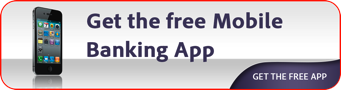 Get the free Mobile
Banking App
GET THE FREE APP